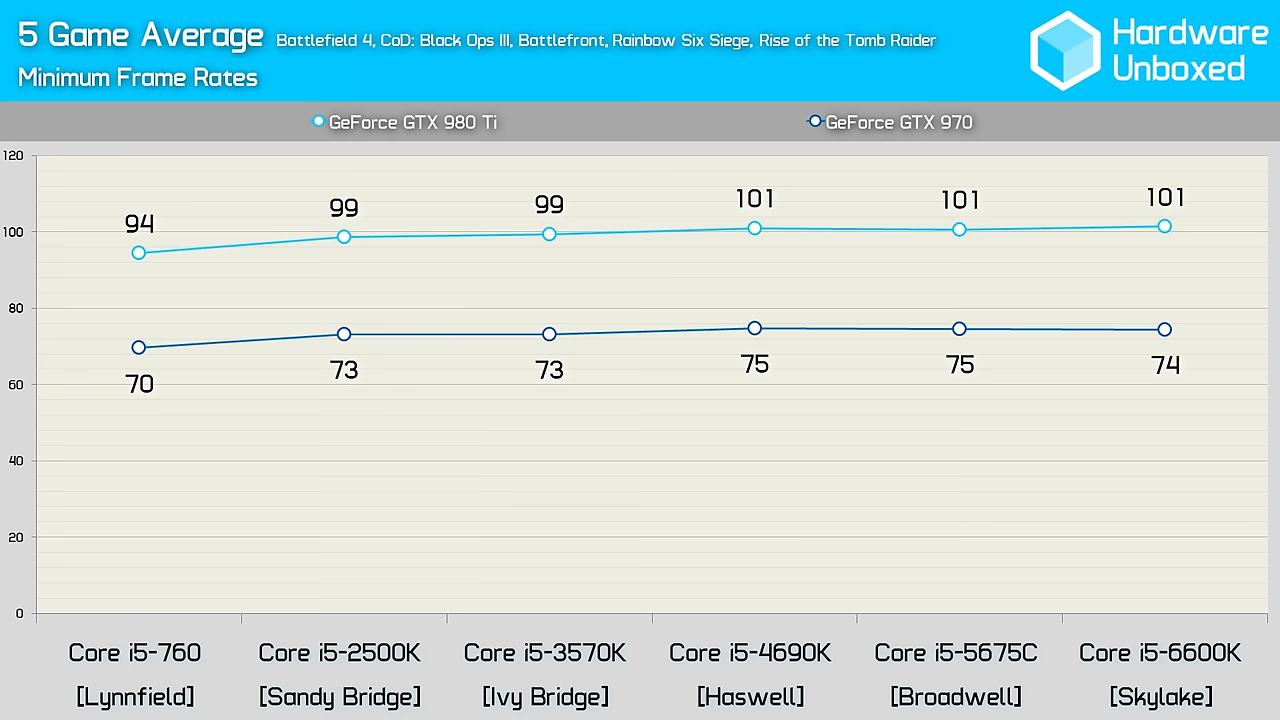 5 Game Average Battlefield 4, CoD: Black Ops III, Battlefront, Rainbow Six Siege, Rise of the Tomb Raider
Minimum Frame Rates
Hardware
Unboxed
GeForce GTX 980 Ti GeForce GTX 970
120
100
80
60
40
20
0
94 99 99 101 101 101
70 73 73 75 75 74
Core i5-760 Core i5-2500K Core i5-3570K Core i5-4690K Core i5-5675C Core i5-6600K
[Lynnfield] [Sandy Bridge] [Ivy Bridge] [Haswell] [Broadwell] [Skylake]